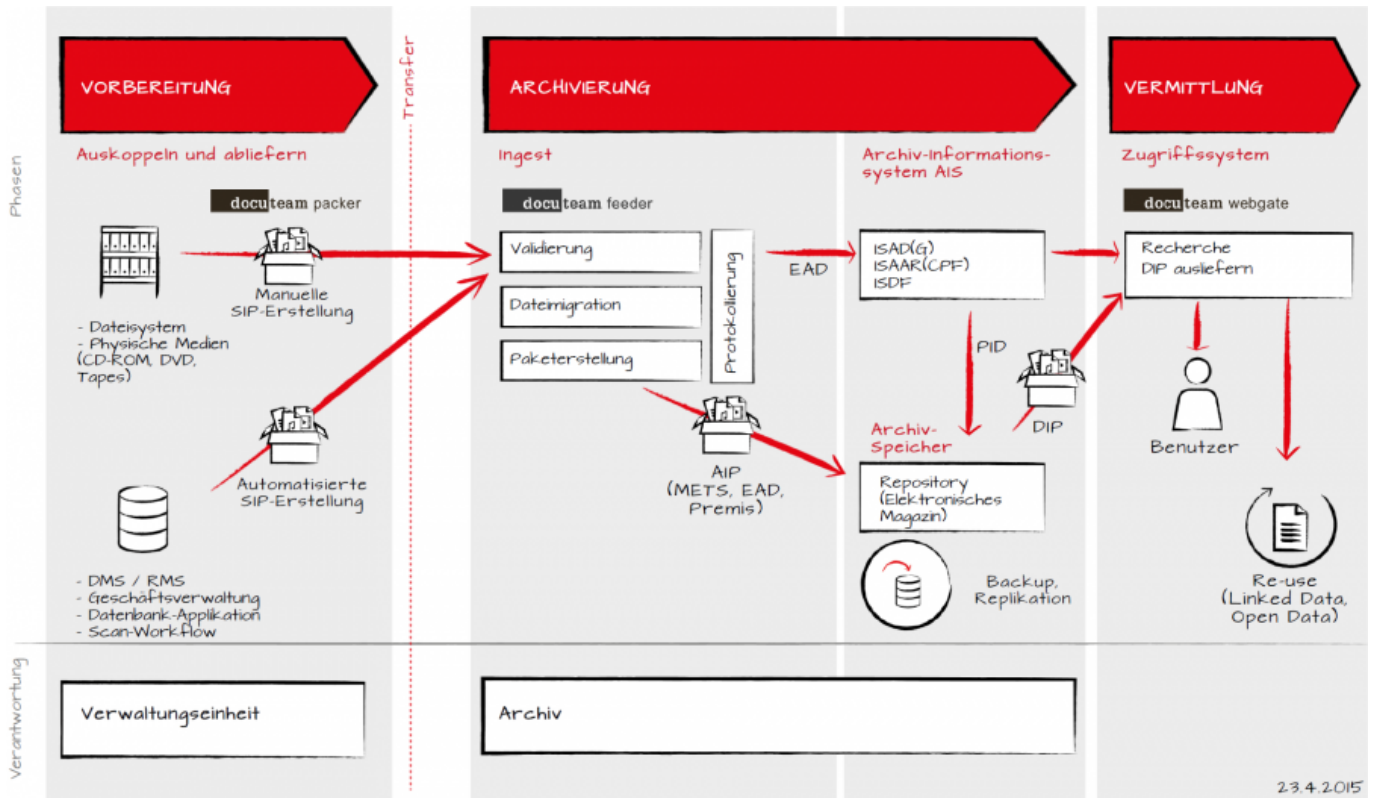 VORBEREITUNG
Transfer
ARCHIVIERUNG
VERMITTLUNG
Phasen
Auskoppeln und abliefern
docuteam packer
Manuelle
SIP-Erstellung
- Dateisystem
- Physische Medien
(CD-ROM, DVD,
Tapes)
Automatisierte
SIP-Erstellung
- DMS / RMS
- Geschäftsverwaltung
- Datenbank-Applikation
- Scan-Workflow
Ingest
docuteam feeder
Validierung
Dateimigration
Paketerstellung
Protokollierung
EAD
AIP
(METS, EAD,
Premis)
Archiv-Informations-
system AIS
ISAD(G)
ISAAR(CPF)
ISDF
PID
DIP
Archiv-
Speicher
Repository
(Elektronisches
Magazin)
Backup,
Replikation
Zugriffssystem
docuteam webgate
Recherche
DIP ausliefern
Benutzer
Re-use
(Linked Data,
Open Data)
Verantwortung
Verwaltungseinheit
Archiv
23.4.2015